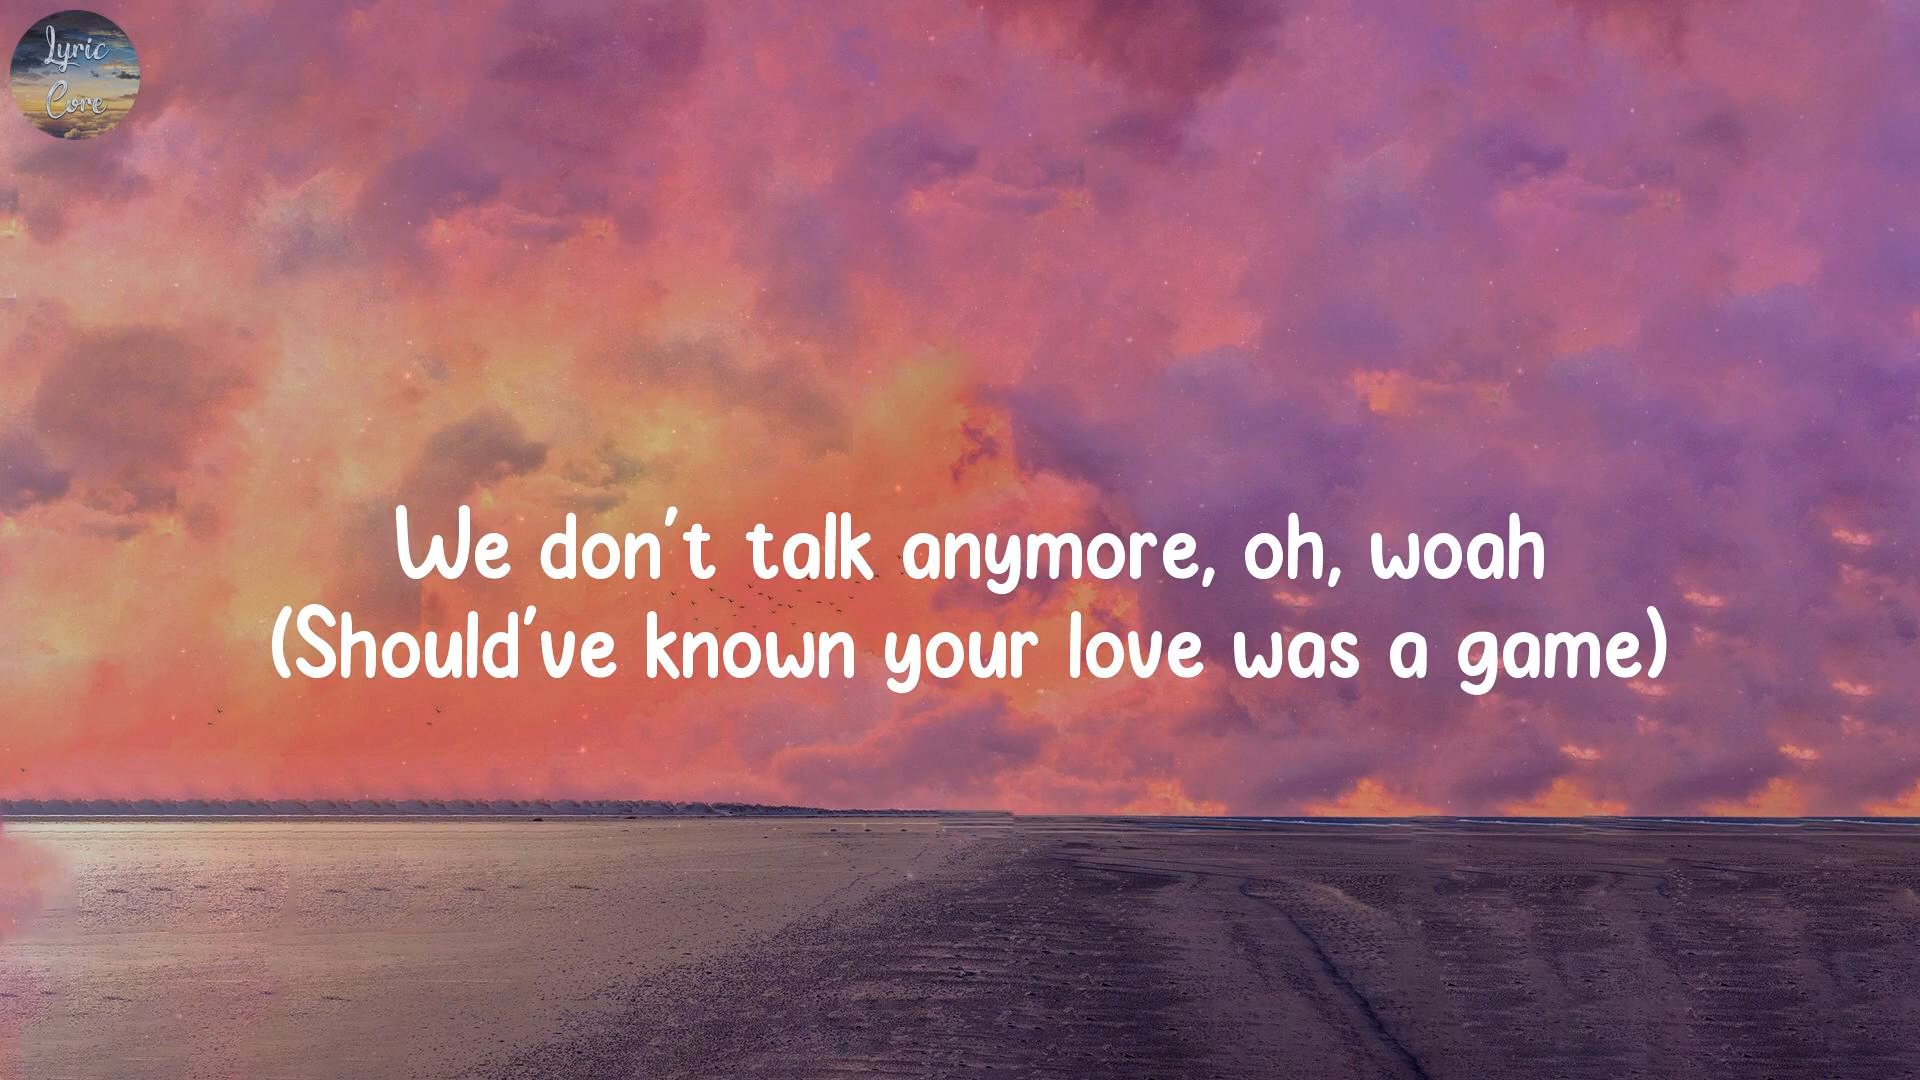 Lyric
Core
We don't talk anymore, oh, woah
(Should've known your love was a game)